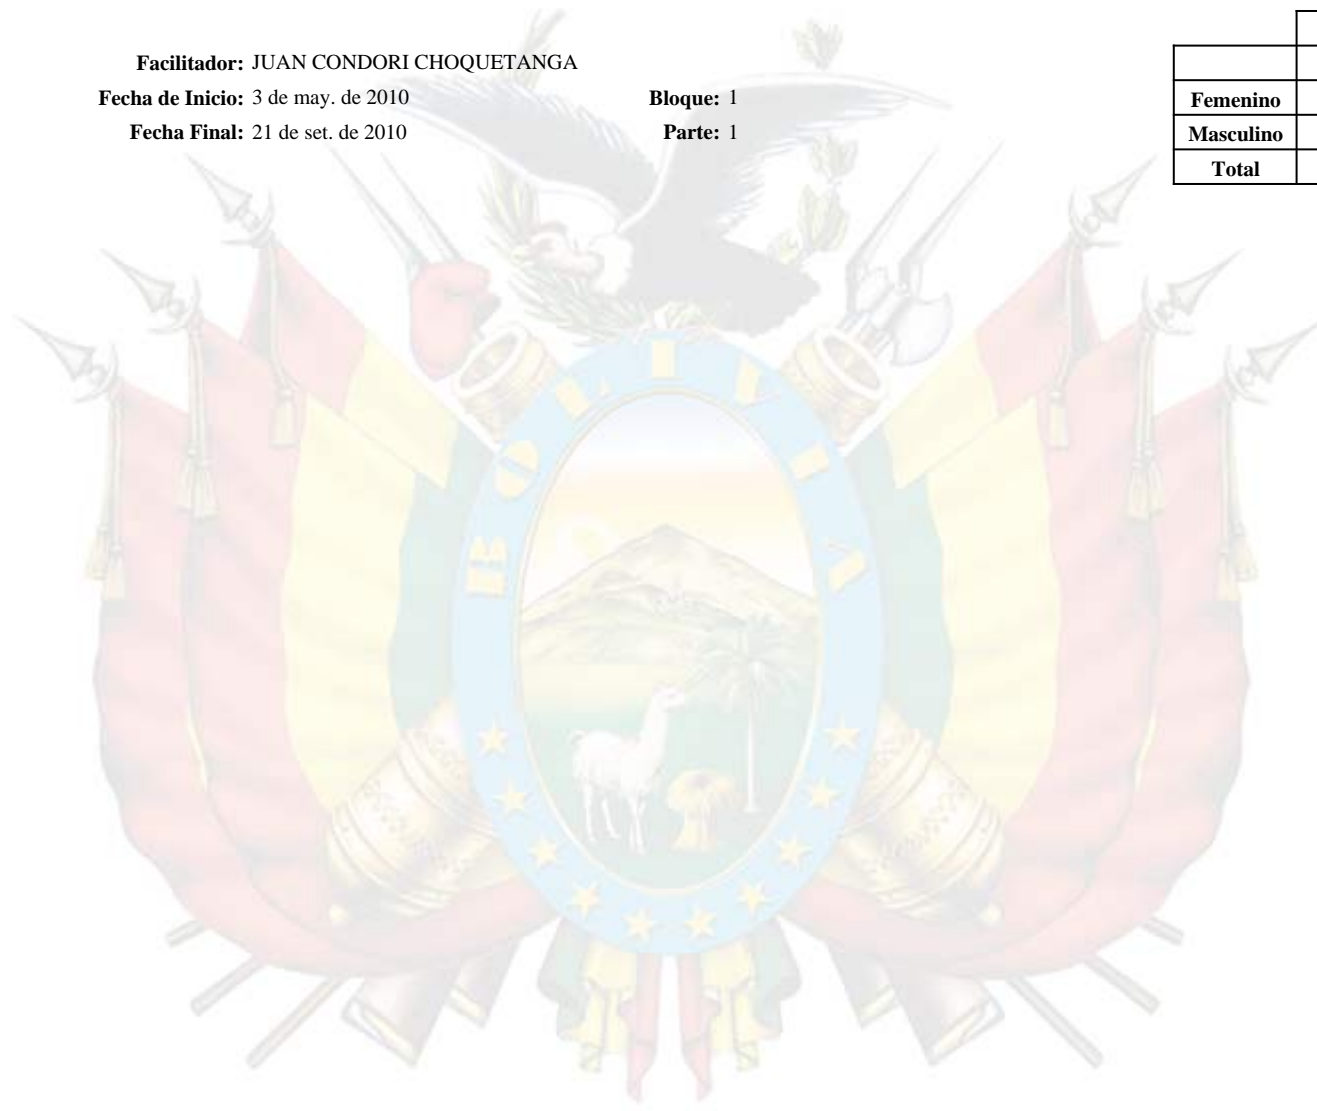 Facilitador: JUAN CONDORI CHOQUETANGA
Fecha de Inicio: 3 de may. de 2010 Bloque: 1
Fecha Final: 21 de set. de 2010 Parte: 1
Femenino
Masculino
Total
BOLIVIA